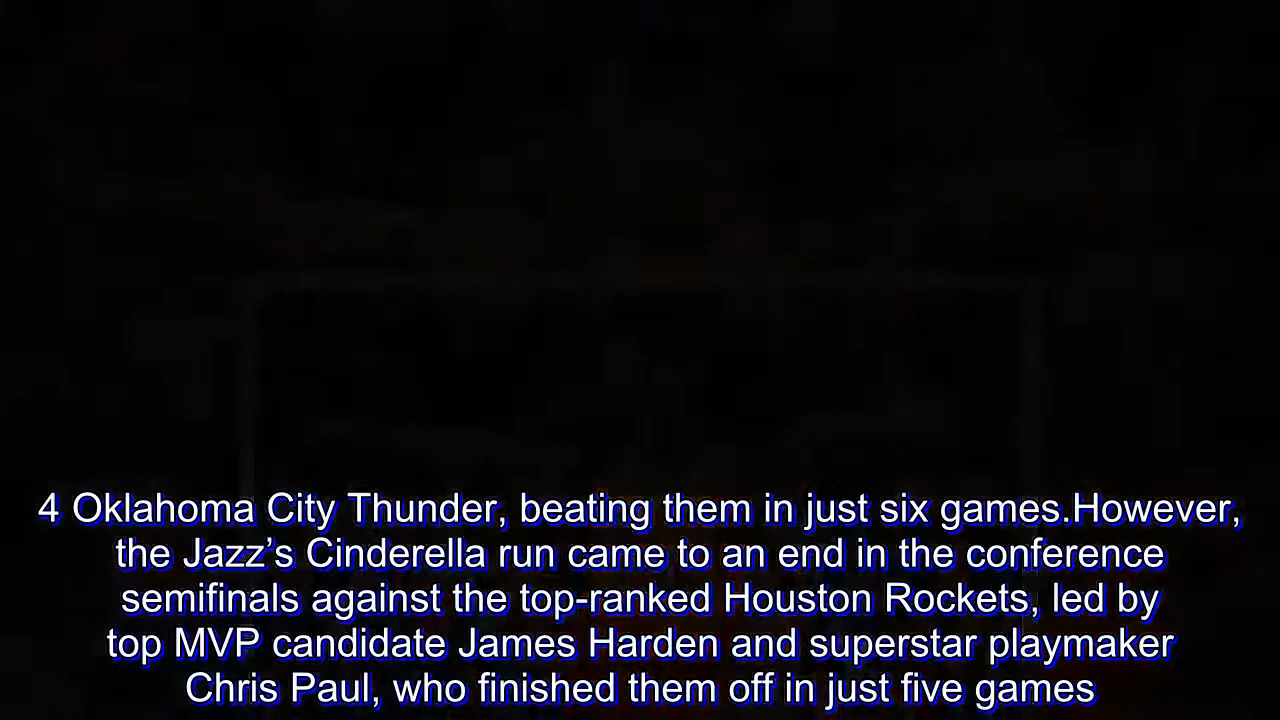 4 Oklahoma City Thunder, beating them in just six games.However,
the Jazz’s Cinderella run came to an end in the conference
semifinals against the top-ranked Houston Rockets, led by
top MVP candidate James Harden and superstar playmaker
Chris Paul, who finished them off in just five games